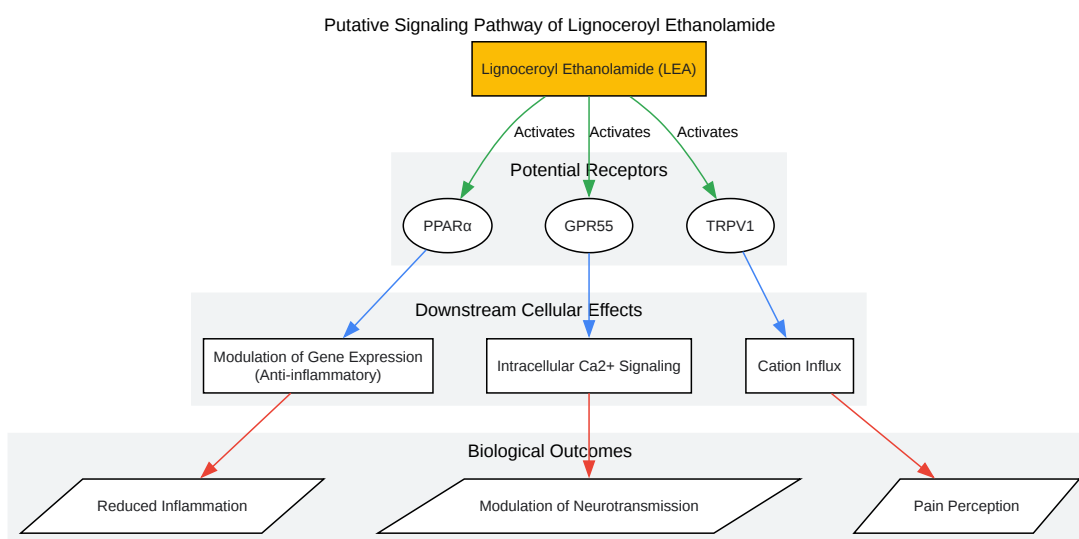 Putative Signaling Pathway of Lignoceroyl Ethanolamide
Lignoceroyl Ethanolamide (LEA)
Activates
Activates
Activates
Potential Receptors
PPARα
GPR55
TRPV1
Downstream Cellular Effects
Modulation of Gene Expression
(Anti-inflammatory)
Intracellular Ca2+ Signaling
Cation Influx
Biological Outcomes
Reduced Inflammation
Modulation of Neurotransmission
Pain Perception